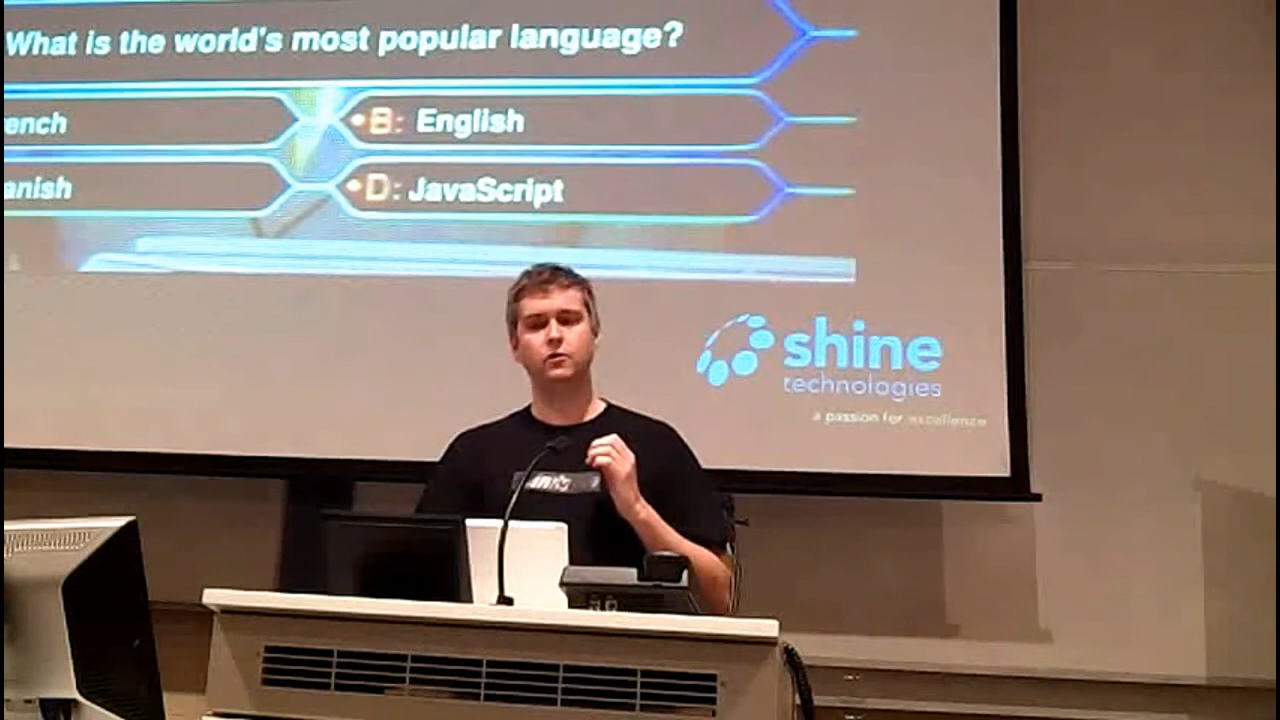 What is the world's most popular language?
ench
B: English
anish
D: JavaScript
shine
technologies
a passion for excellence